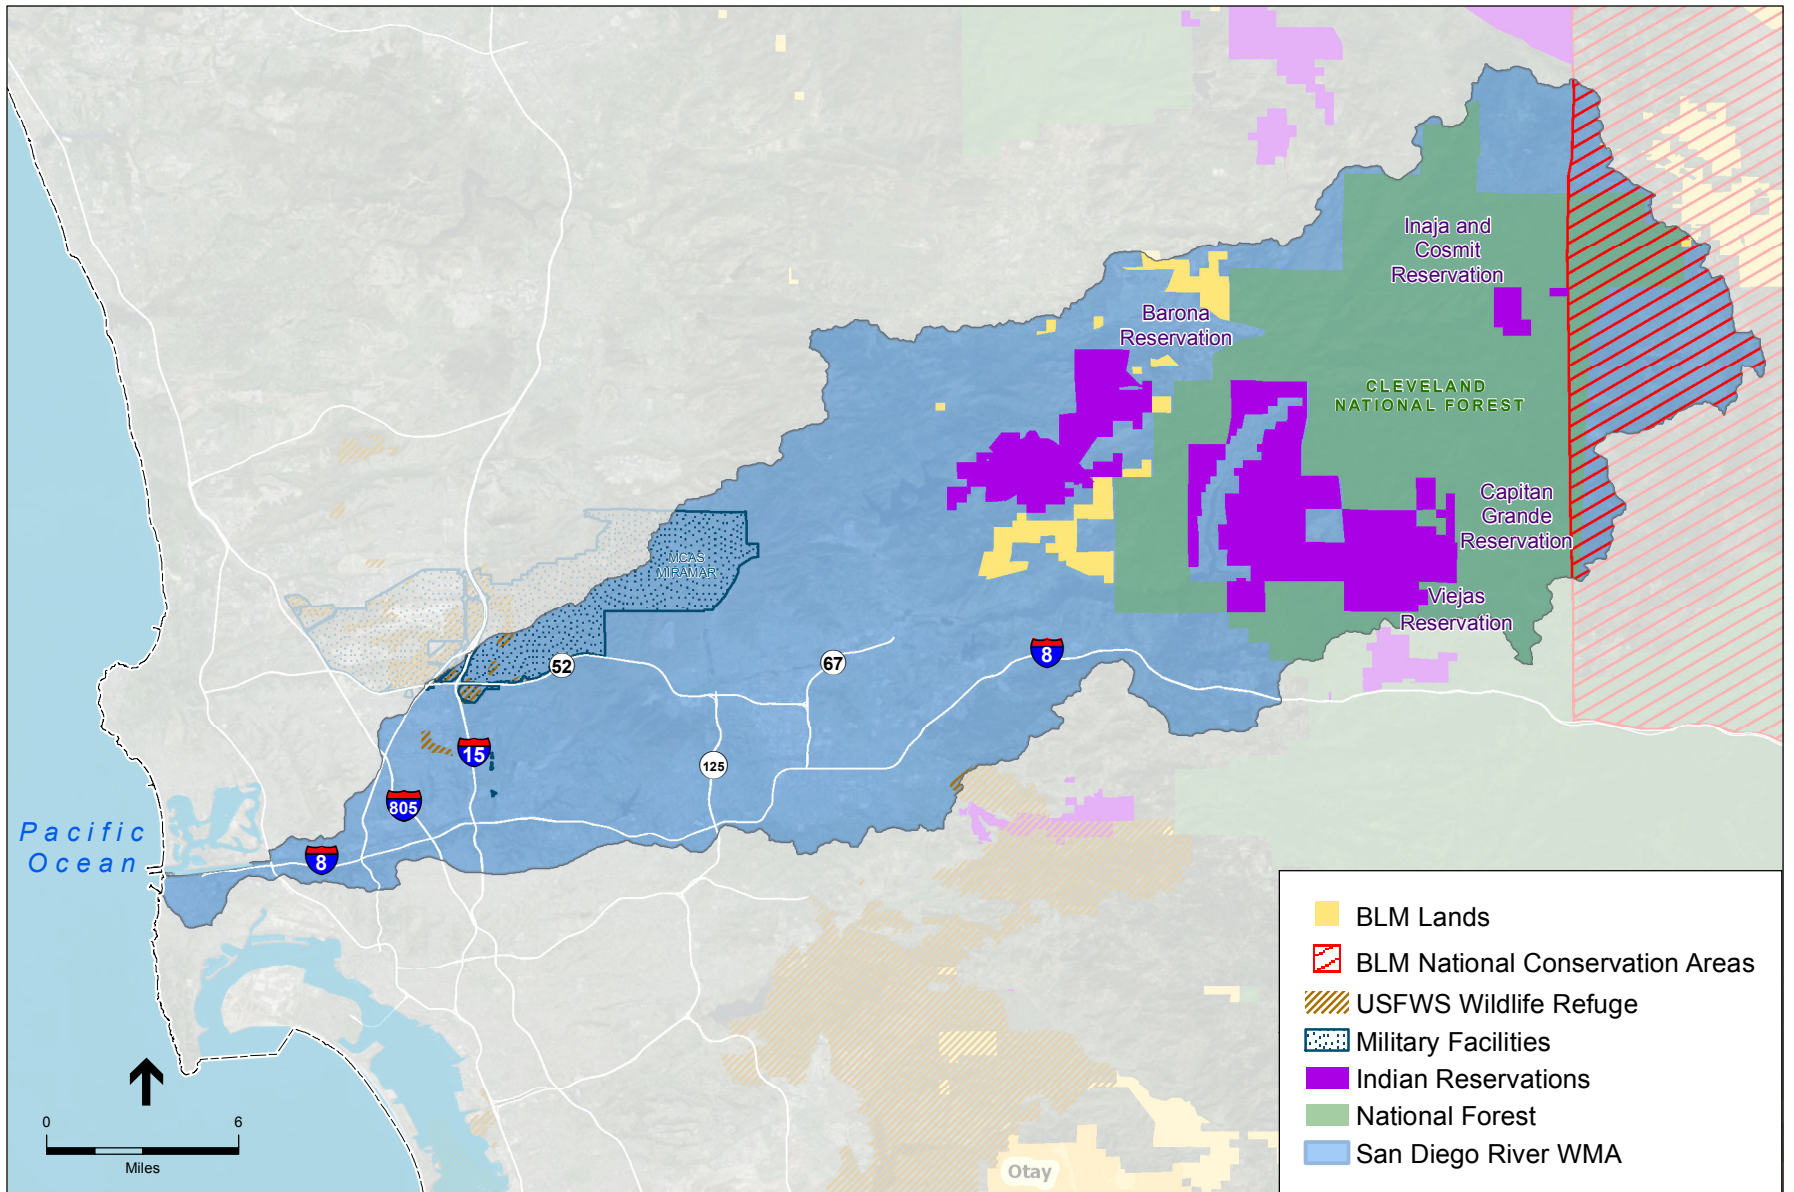 Inaja and
Cosmit
Reservation
Barona
Reservation
CLEVELAND
NATIONAL FOREST
Capitan
Grande
Reservation
MCAS
MIRAMAR
Viejas
Reservation
52
67
8
15
125
805
8
Pacific
Ocean
BLM Lands
BLM National Conservation Areas
USFWS Wildlife Refuge
Military Facilities
Indian Reservations
National Forest
San Diego River WMA
0 6
Miles
Otay